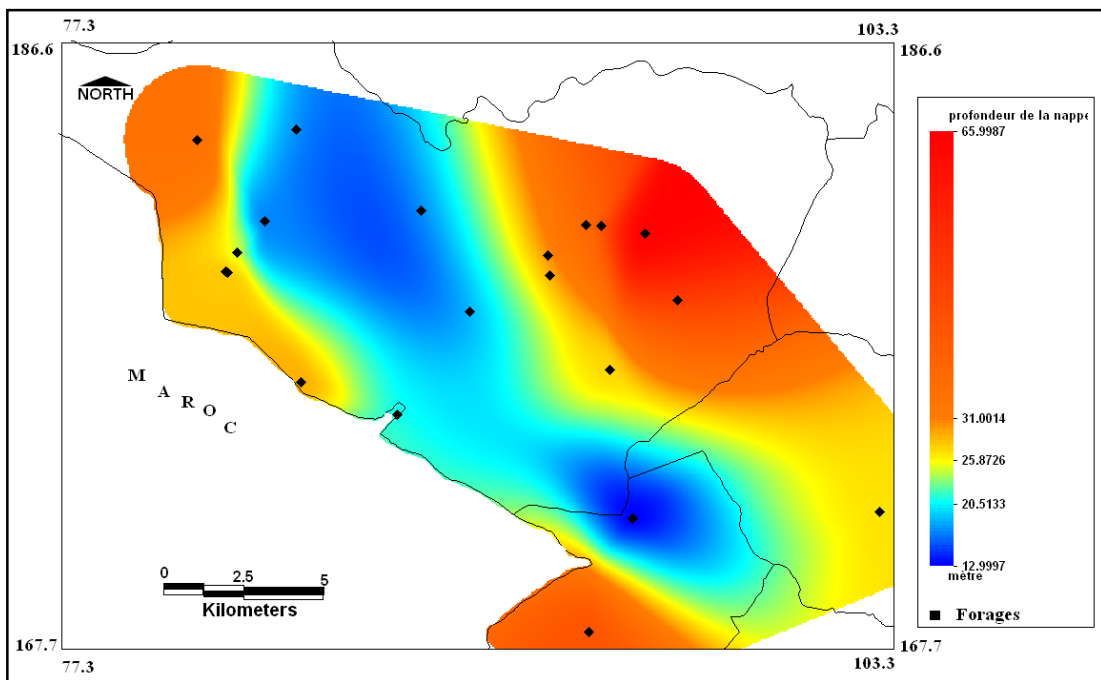 77.3
103.3
186.6
186.6
NORTH
profondeur de la nappe
65.9987
M A R O C
31.0014
25.8726
20.5133
12.9997
mètre
0 2.5 5
Kilometers
Forages
167.7
167.7
77.3
103.3